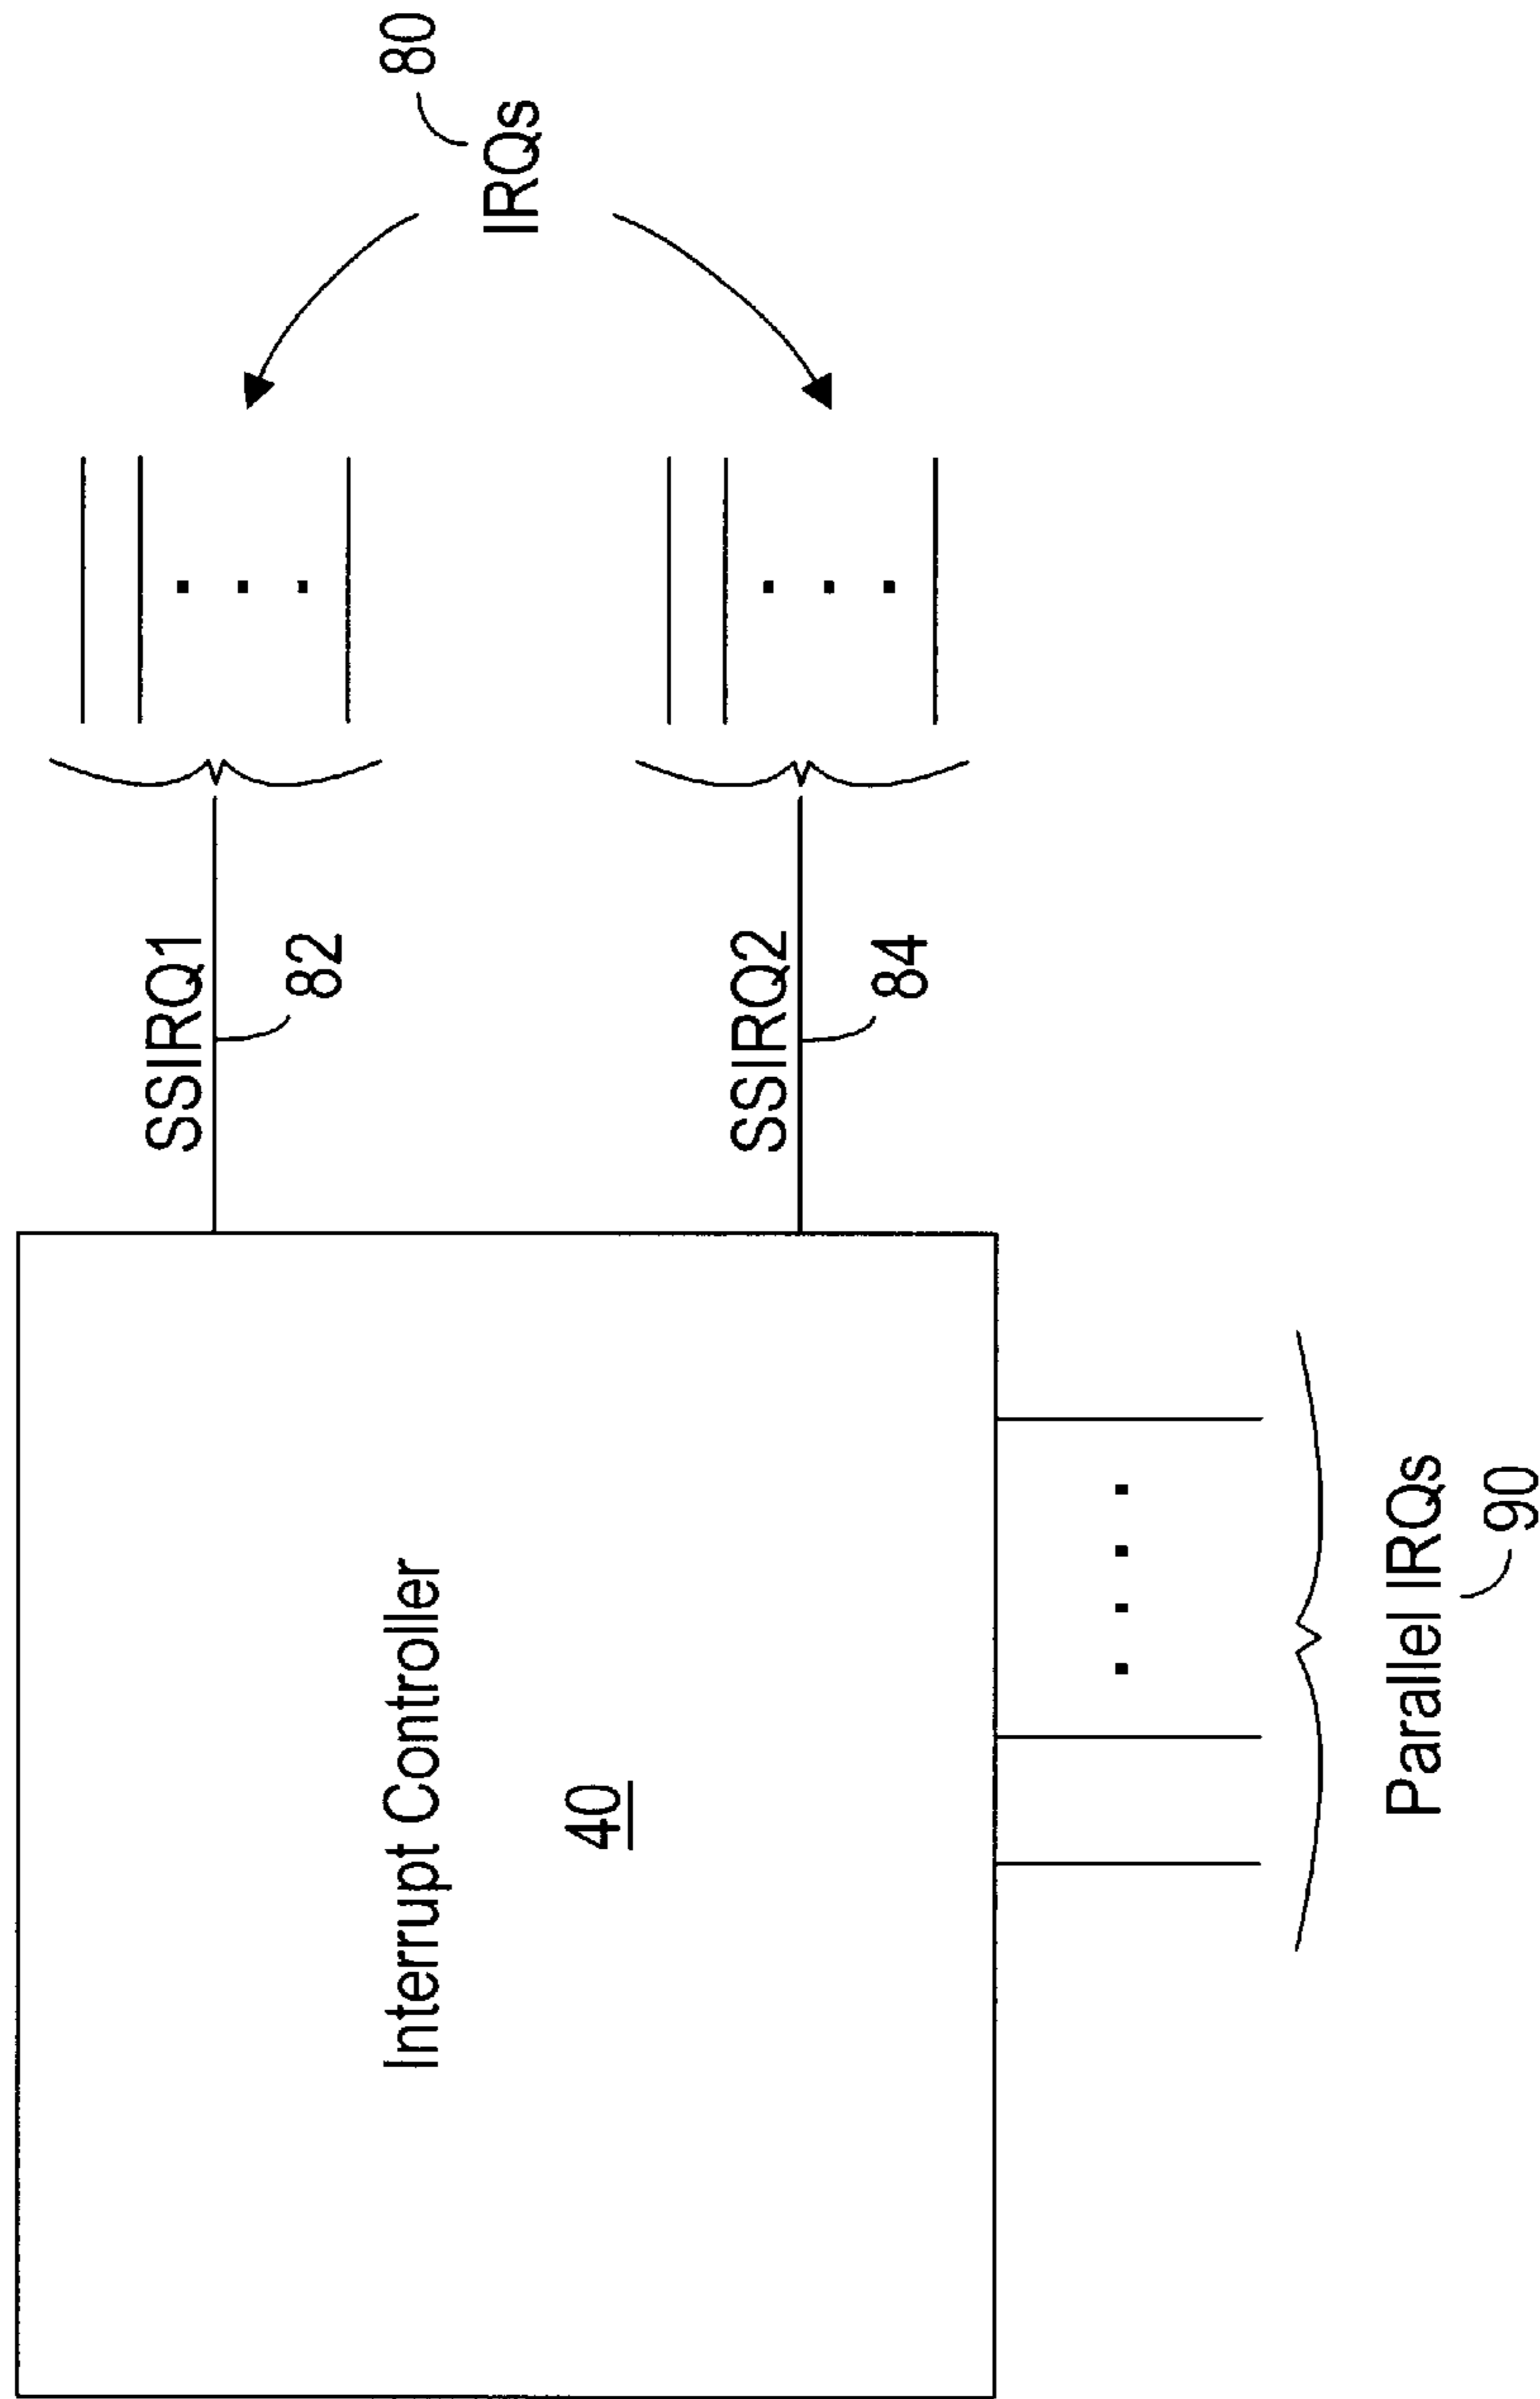 80
IRQs
SSIRQ1
82
SSIRQ2
84
Interrupt Controller
40
Parallel IRQs
90